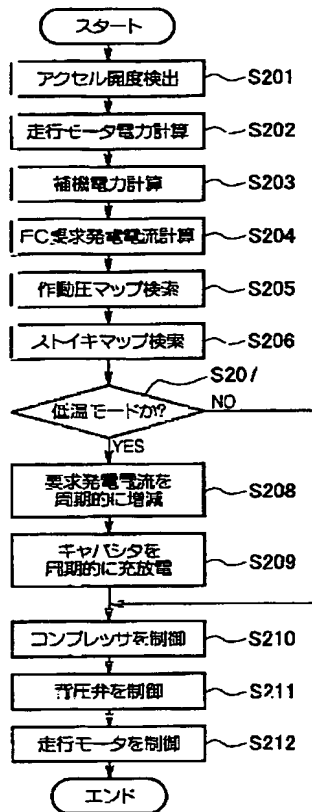 スタート
アクセル開度検出 S201
走行モータ電力計算 S202
補機電力計算 S203
FC要求発電電流計算 S204
作動圧マップ検索 S205
ストイキマップ検索 S206
S207
低温モードか? NO
YES
要求発電電流を
周期的に増減 S208
キャパシタを
周期的に充放電 S209
コンプレッサを制御 S210
背圧弁を制御 S211
走行モータを制御 S212
エンド